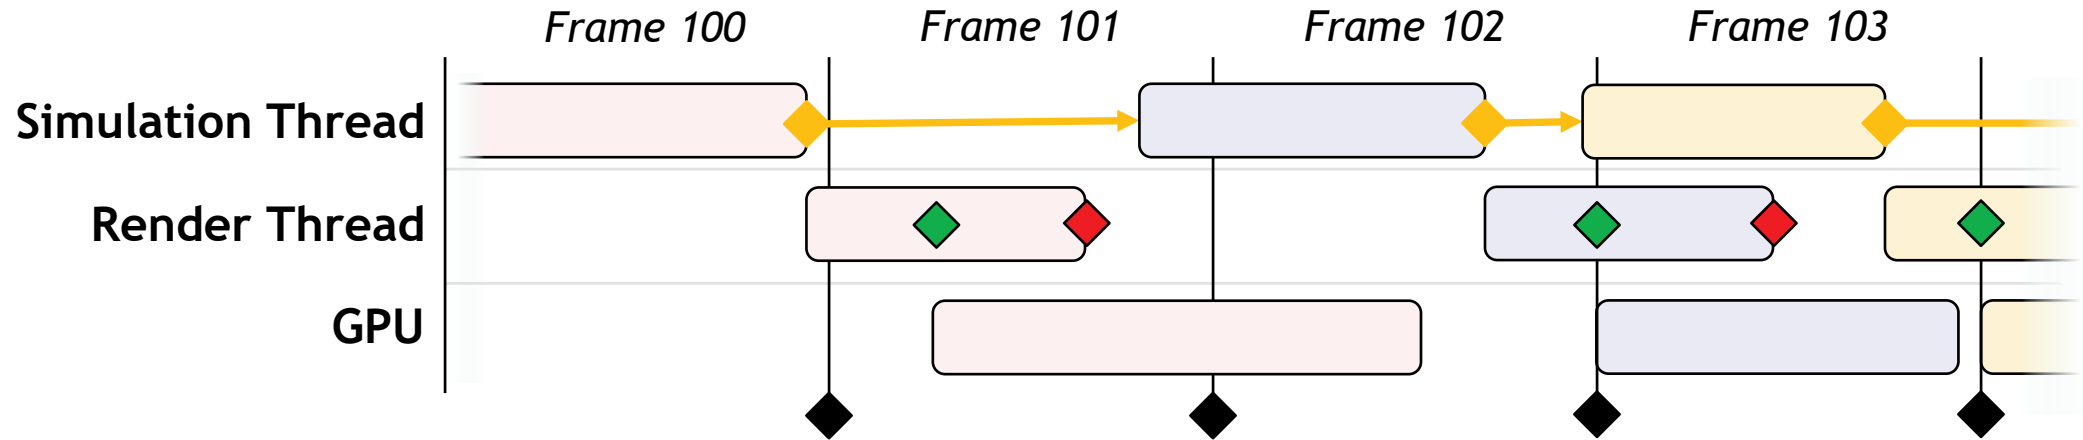 Frame 100
Frame 101
Frame 102
Frame 103
Simulation Thread
Render Thread
GPU